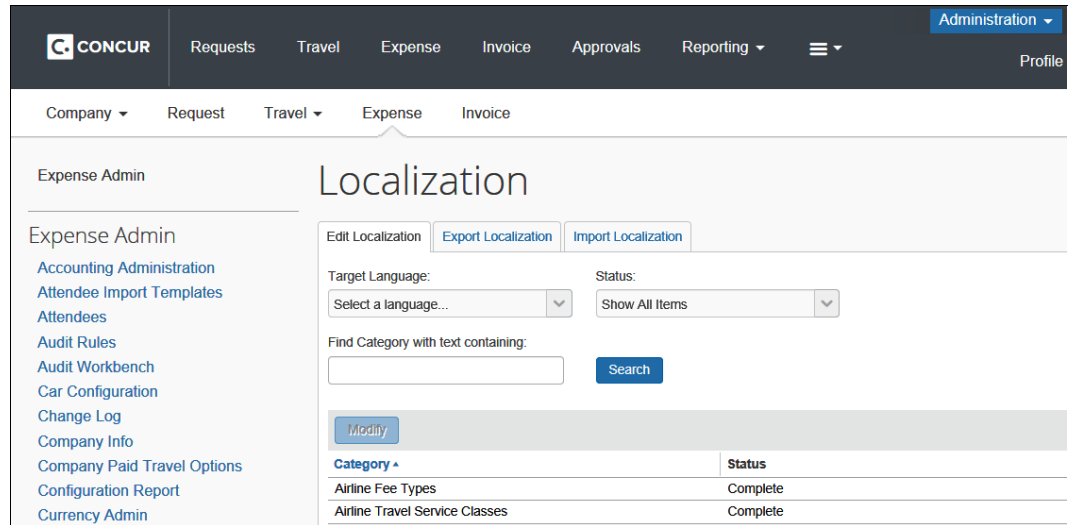 Administration
C. CONCUR Requests Travel Expense Invoice Approvals Reporting
Profile
Company Request Travel Expense Invoice
Expense Admin
Expense Admin
Accounting Administration
Attendee Import Templates
Attendees
Audit Rules
Audit Workbench
Car Configuration
Change Log
Company Info
Company Paid Travel Options
Configuration Report
Currency Admin
Localization
Edit Localization Export Localization Import Localization
Target Language: Status:
Select a language... Show All Items
Find Category with text containing:
Search
Modify
Category Status
Airline Fee Types Complete
Airline Travel Service Classes Complete